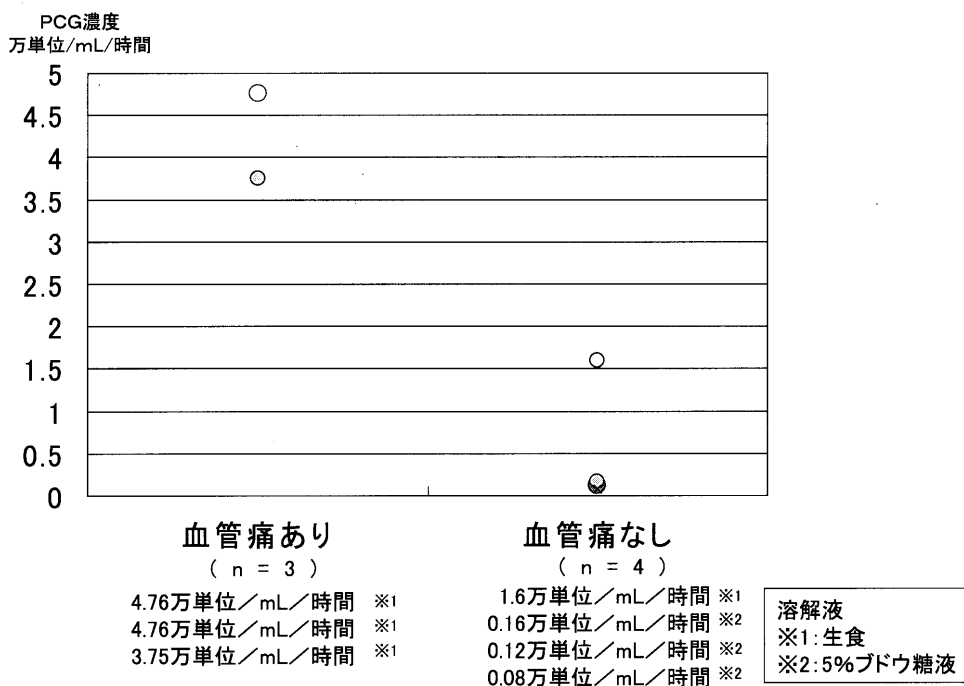 PCG濃度
万単位/mL/時間
5
4.5
4
3.5
3
2.5
2
1.5
1
0.5
0
血管痛あり
( n = 3 )
4.76万単位/mL/時間 ※1
4.76万単位/mL/時間 ※1
3.75万単位/mL/時間 ※1
血管痛なし
( n = 4 )
1.6万単位/mL/時間 ※1
0.16万単位/mL/時間 ※2
0.12万単位/mL/時間 ※2
0.08万単位/mL/時間 ※2
溶解液
※1:生食
※2:5%ブドウ糖液